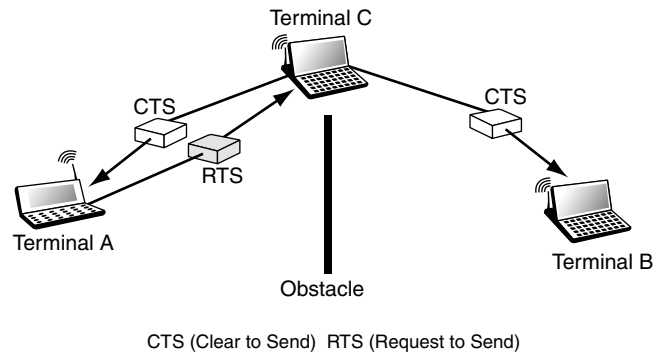 Terminal C
CTS
CTS
RTS
Terminal A
Terminal B
Obstacle
CTS (Clear to Send) RTS (Request to Send)